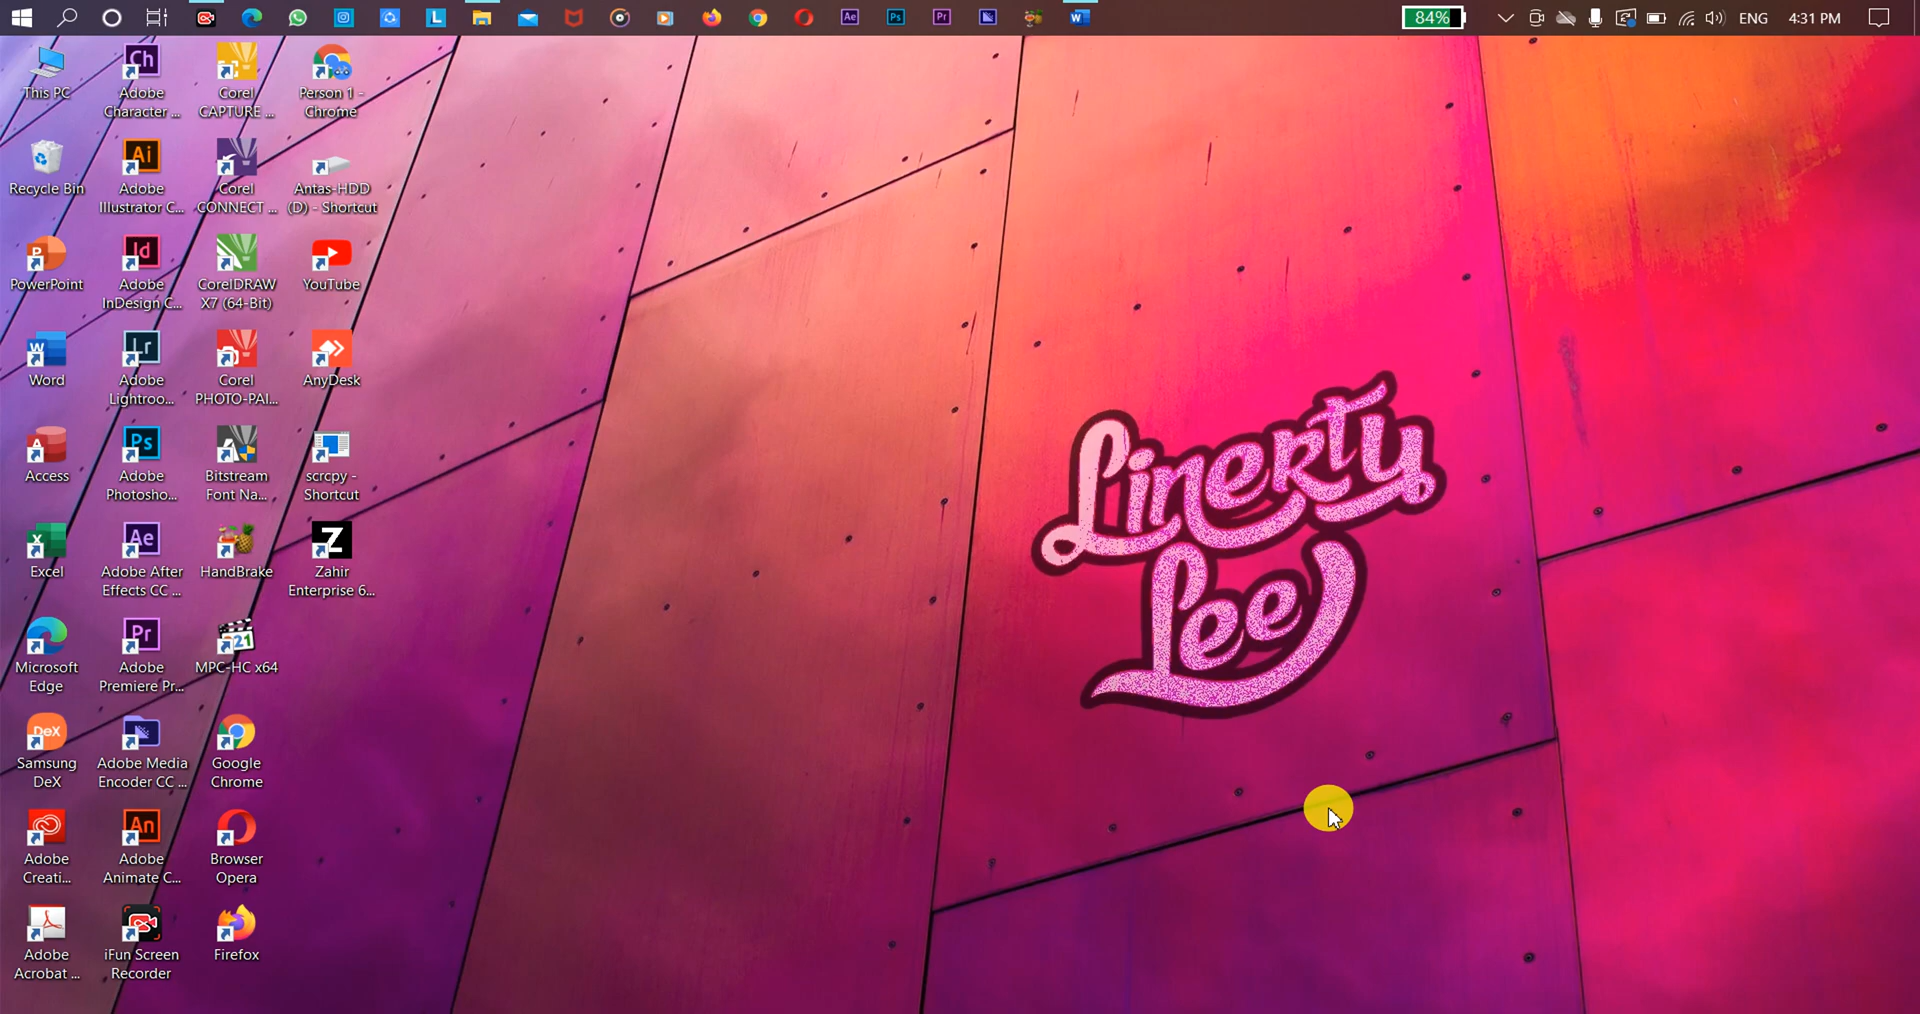 84%
ENG
4:31 PM
This PC
Adobe
Character ...
Corel
CAPTURE ...
Person 1 -
Chrome
Recycle Bin
Adobe
Illustrator C...
Corel
CONNECT ...
Antas-HDD
(D) - Shortcut
PowerPoint
Adobe
InDesign C...
CorelDRAW
X7 (64-Bit)
YouTube
Word
Adobe
Lightroo...
Corel
PHOTO-PAI...
AnyDesk
Access
Adobe
Photosho...
Bitstream
Font Na...
scrcpy -
Shortcut
Excel
Adobe After
Effects CC ...
HandBrake
Zahir
Enterprise 6...
Microsoft
Edge
Adobe
Premiere Pr...
MPC-HC x64
Samsung
DeX
Adobe Media
Encoder CC ...
Google
Chrome
Adobe
Creati...
Adobe
Animate C...
Browser
Opera
Adobe
Acrobat ...
iFun Screen
Recorder
Firefox
Linerty
Lee